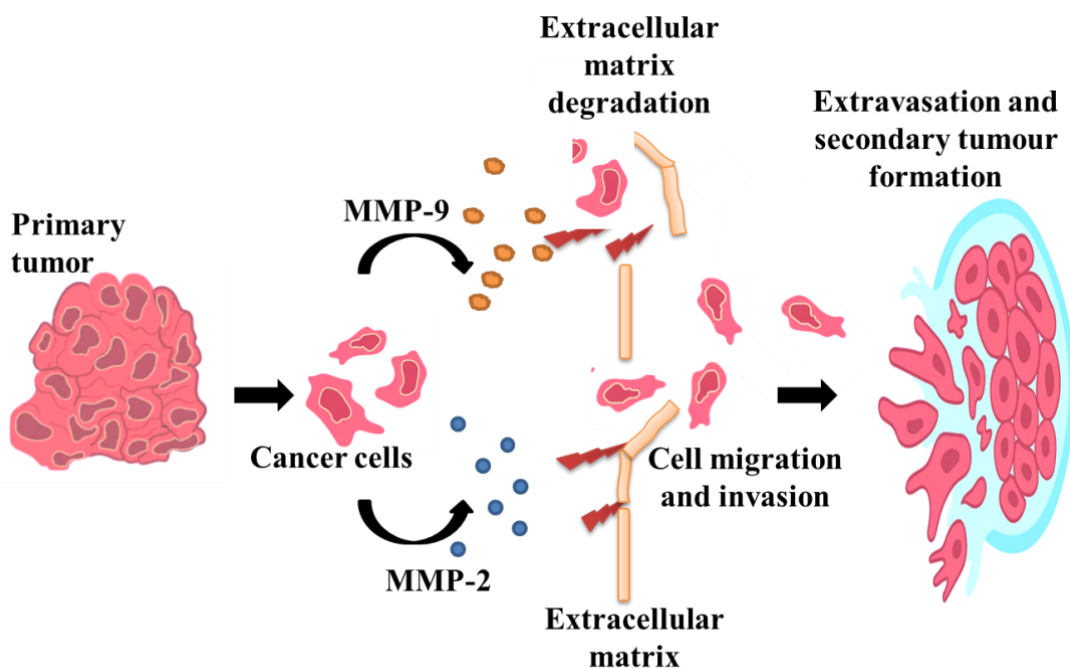 Primary
tumor
Cancer cells
MMP-9
MMP-2
Extracellular
matrix
degradation
Extracellular
matrix
Cell migration
and invasion
Extravasation and
secondary tumour
formation